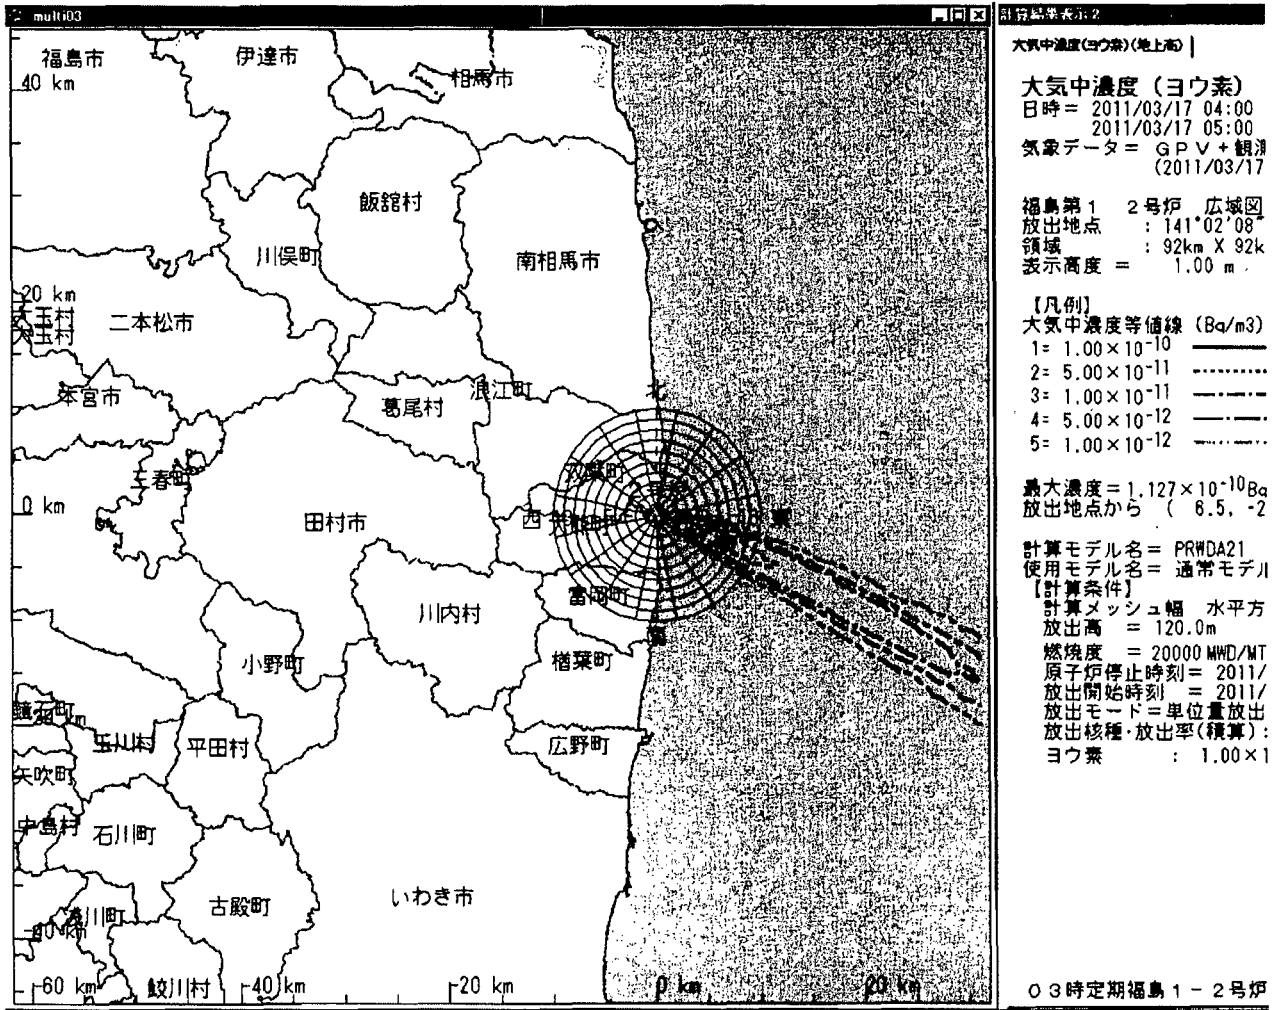 multi03
福島市
伊達市
相馬市
40 km
飯舘村
川俣町
南相馬市
20 km
大玉村
大玉村
二本松市
本宮市
浪江町
北
葛尾村
双葉町
三春町
0 km
田村市
西
大熊町
東
富岡町
川内村
南
小野町
楢葉町
鏡石町
-20 km
玉川村
平田村
広野町
矢吹町
中島村
石川町
いわき市
浅川町
古殿町
-40 km
鮫川村
-60 km
-40 km
-20 km
0 km
20 km
計算結果表示:2
大気中濃度(ヨウ素)(地上高)
大気中濃度(ヨウ素)
日時= 2011/03/17 04:00
2011/03/17 05:00
気象データ= GPV+観測
(2011/03/17
福島第1 2号炉 広域図
放出地点 : 141°02'08"
領域 : 92km X 92k
表示高度 = 1.00 m
【凡例】
大気中濃度等値線 (Bq/m3)
1= 1.00×10⁻¹⁰
2= 5.00×10⁻¹¹
3= 1.00×10⁻¹¹
4= 5.00×10⁻¹²
5= 1.00×10⁻¹²
最大濃度=1.127×10⁻¹⁰Bq
放出地点から ( 6.5, -2
計算モデル名= PRWDA21
使用モデル名= 通常モデル
【計算条件】
計算メッシュ幅 水平方
放出高 = 120.0m
燃焼度 = 20000MWD/MT
原子炉停止時刻= 2011/
放出開始時刻 = 2011/
放出モード=単位量放出
放出核種・放出率(積算):
ヨウ素 : 1.00×1
03時定期福島1-2号炉